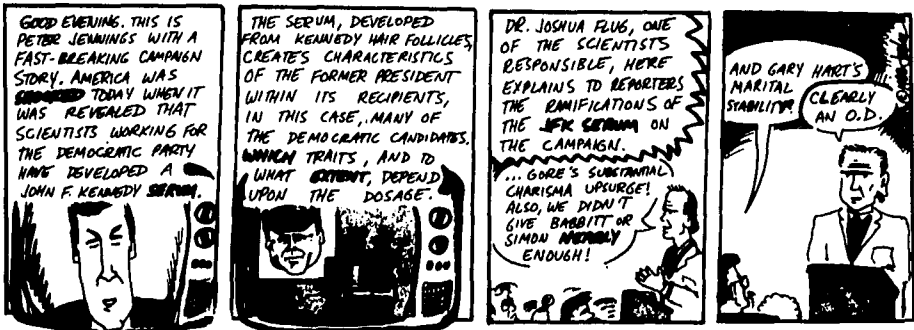 GOOD EVENING. THIS IS
PETER JENNINGS WITH A
FAST-BREAKING CAMPAIGN
STORY. AMERICA WAS
SHOCKED TODAY WHEN IT
WAS REVEALED THAT
SCIENTISTS WORKING FOR
THE DEMOCRATIC PARTY
HAVE DEVELOPED A
JOHN F. KENNEDY SERUM.
THE SERUM, DEVELOPED
FROM KENNEDY HAIR FOLLICLES,
CREATES CHARACTERISTICS
OF THE FORMER PRESIDENT
WITHIN ITS RECIPIENTS,
IN THIS CASE, MANY OF
THE DEMOCRATIC CANDIDATES.
WHICH TRAITS, AND TO
WHAT EXTENT, DEPEND
UPON THE DOSAGE.
DR. JOSHUA FLUG, ONE
OF THE SCIENTISTS
RESPONSIBLE, HERE
EXPLAINS TO REPORTERS
THE RAMIFICATIONS OF
THE JFK SERUM ON
THE CAMPAIGN.
... GORE'S SUBSTANTIAL
CHARISMA UPSURGE!
ALSO, WE DIDN'T
GIVE BABBITT OR
SIMON NEARLY
ENOUGH!
AND GARY HART'S
MARITAL
STABILITY?
CLEARLY
AN O.D.